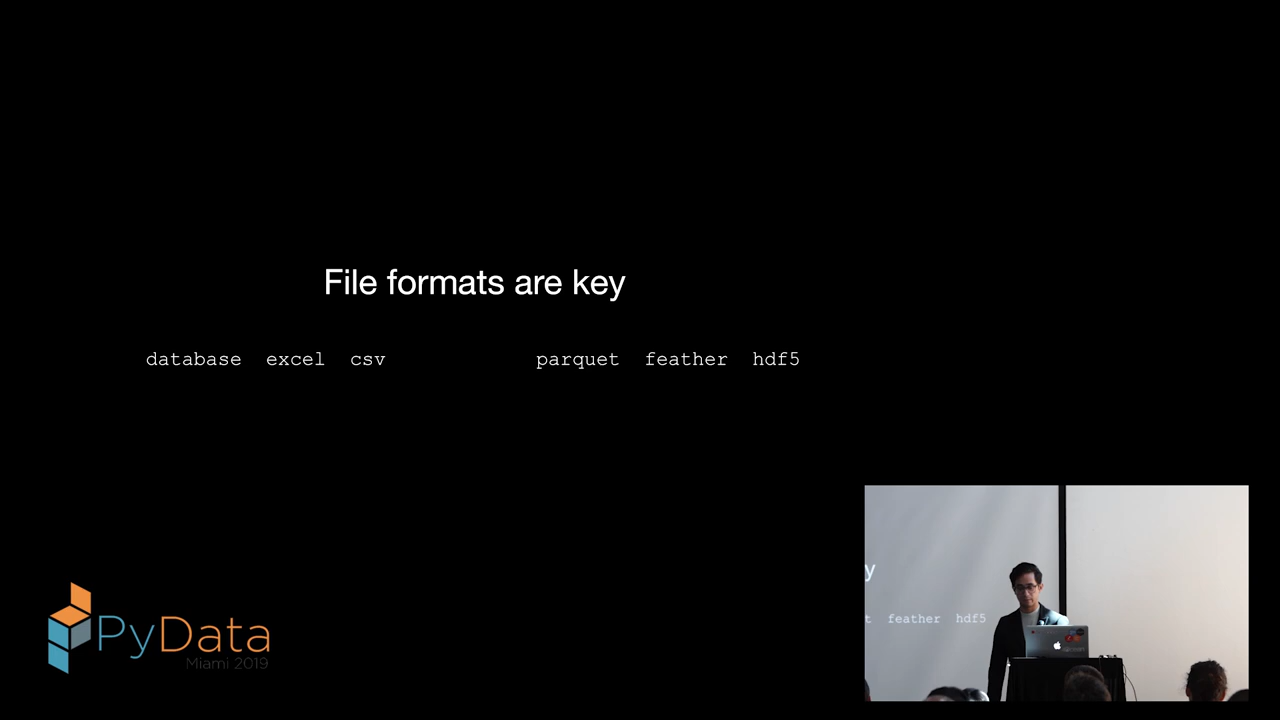 File formats are key
database excel csv parquet feather hdf5
y
t feather hdf5
PyData
Miami 2019